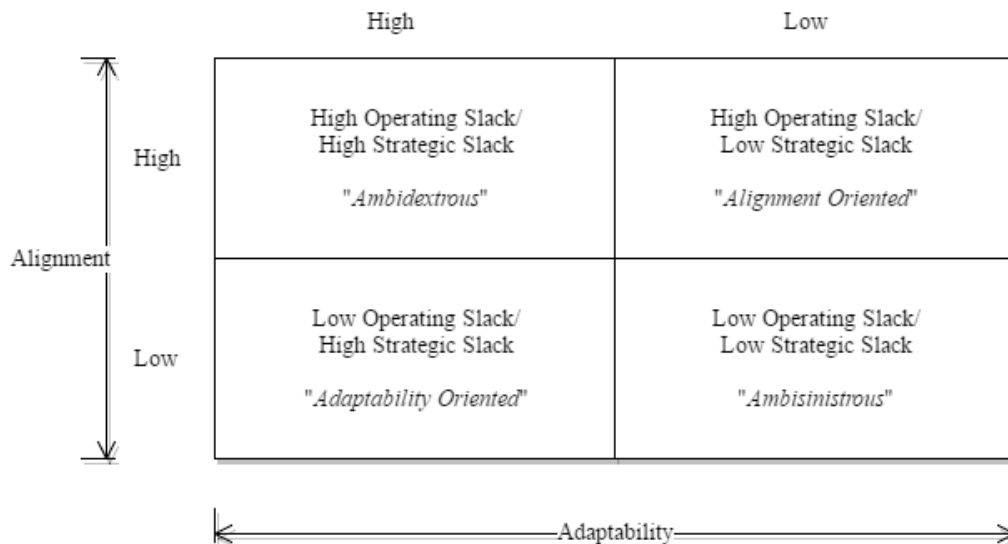 High Low
High Operating Slack/ High Operating Slack/
High Strategic Slack Low Strategic Slack
High
"Ambidextrous" "Alignment Oriented"
Alignment
Low Operating Slack/ Low Operating Slack/
High Strategic Slack Low Strategic Slack
Low
"Adaptability Oriented" "Ambisinistrous"
Adaptability